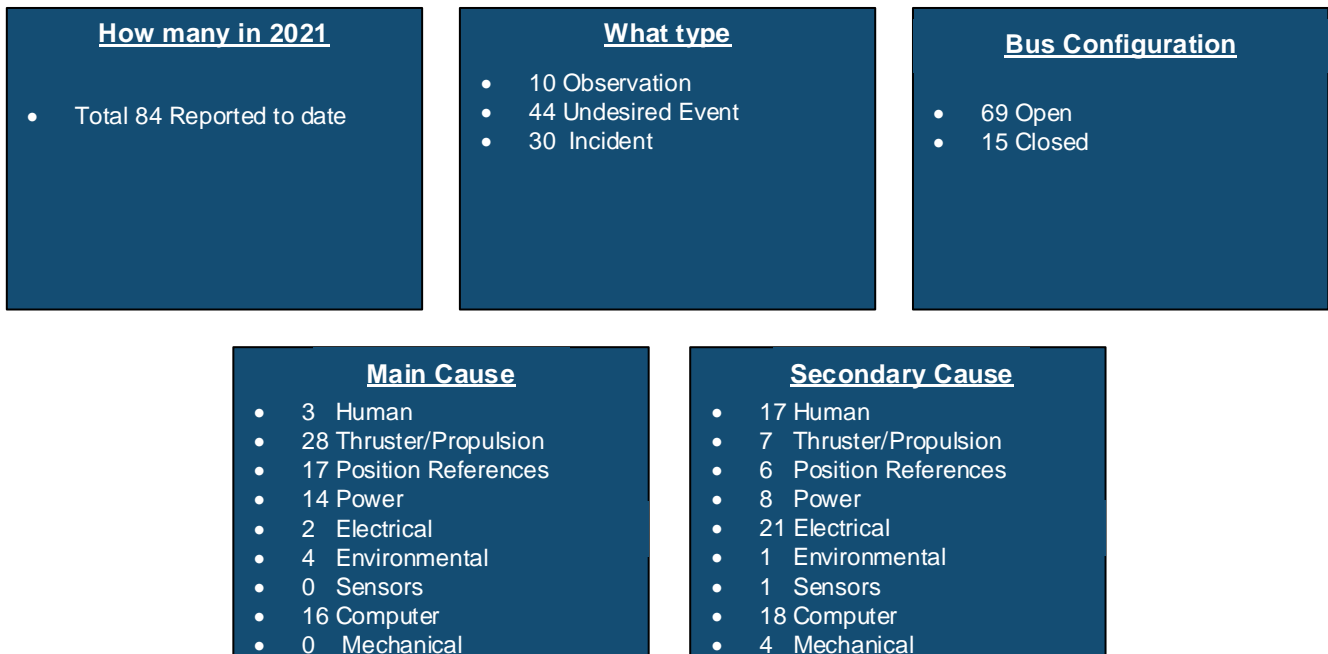 How many in 2021
• Total 84 Reported to date
What type
• 10 Observation
• 44 Undesired Event
• 30 Incident
Bus Configuration
• 69 Open
• 15 Closed
Main Cause
• 3 Human
• 28 Thruster/Propulsion
• 17 Position References
• 14 Power
• 2 Electrical
• 4 Environmental
• 0 Sensors
• 16 Computer
• 0 Mechanical
Secondary Cause
• 17 Human
• 7 Thruster/Propulsion
• 6 Position References
• 8 Power
• 21 Electrical
• 1 Environmental
• 1 Sensors
• 18 Computer
• 4 Mechanical